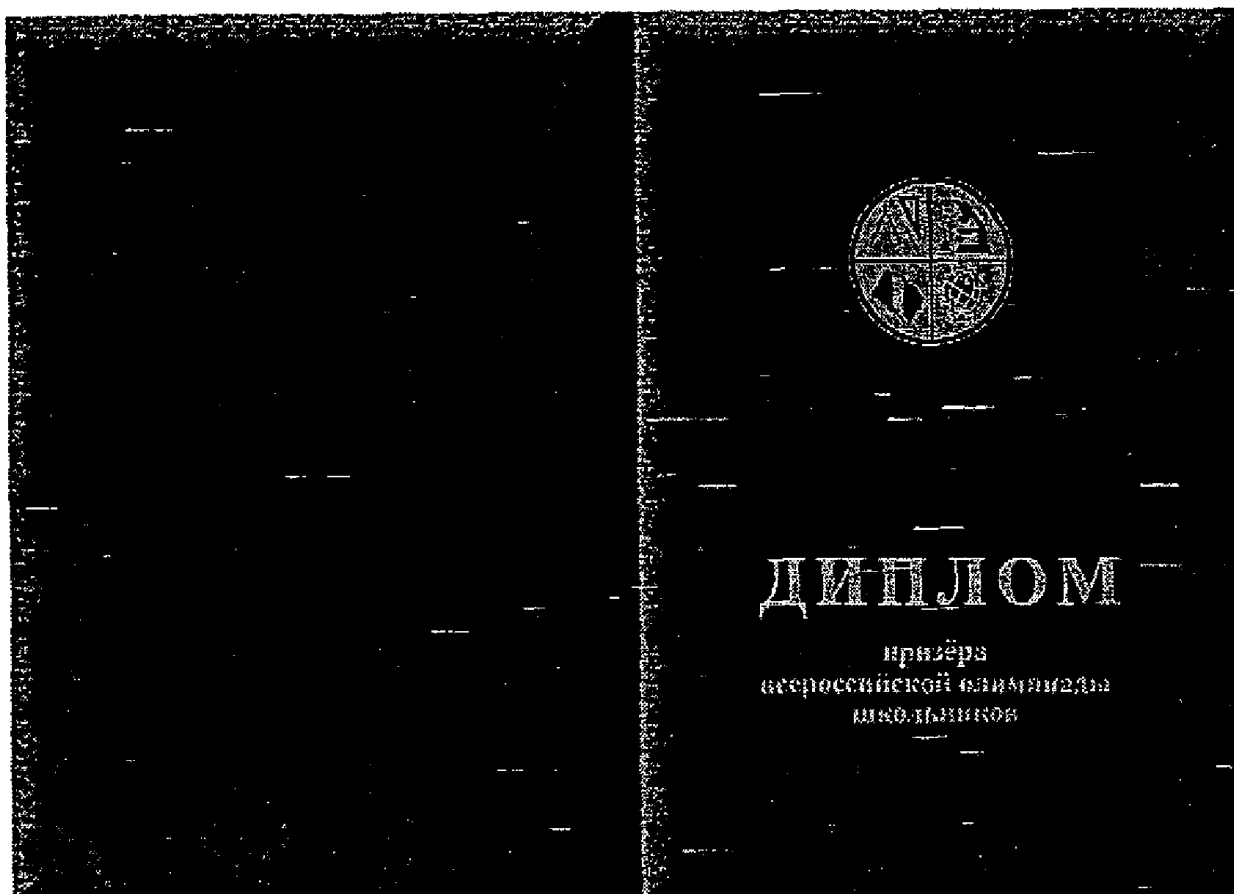 ДИПЛОМ
призёра
всероссийской олимпиады
школьников